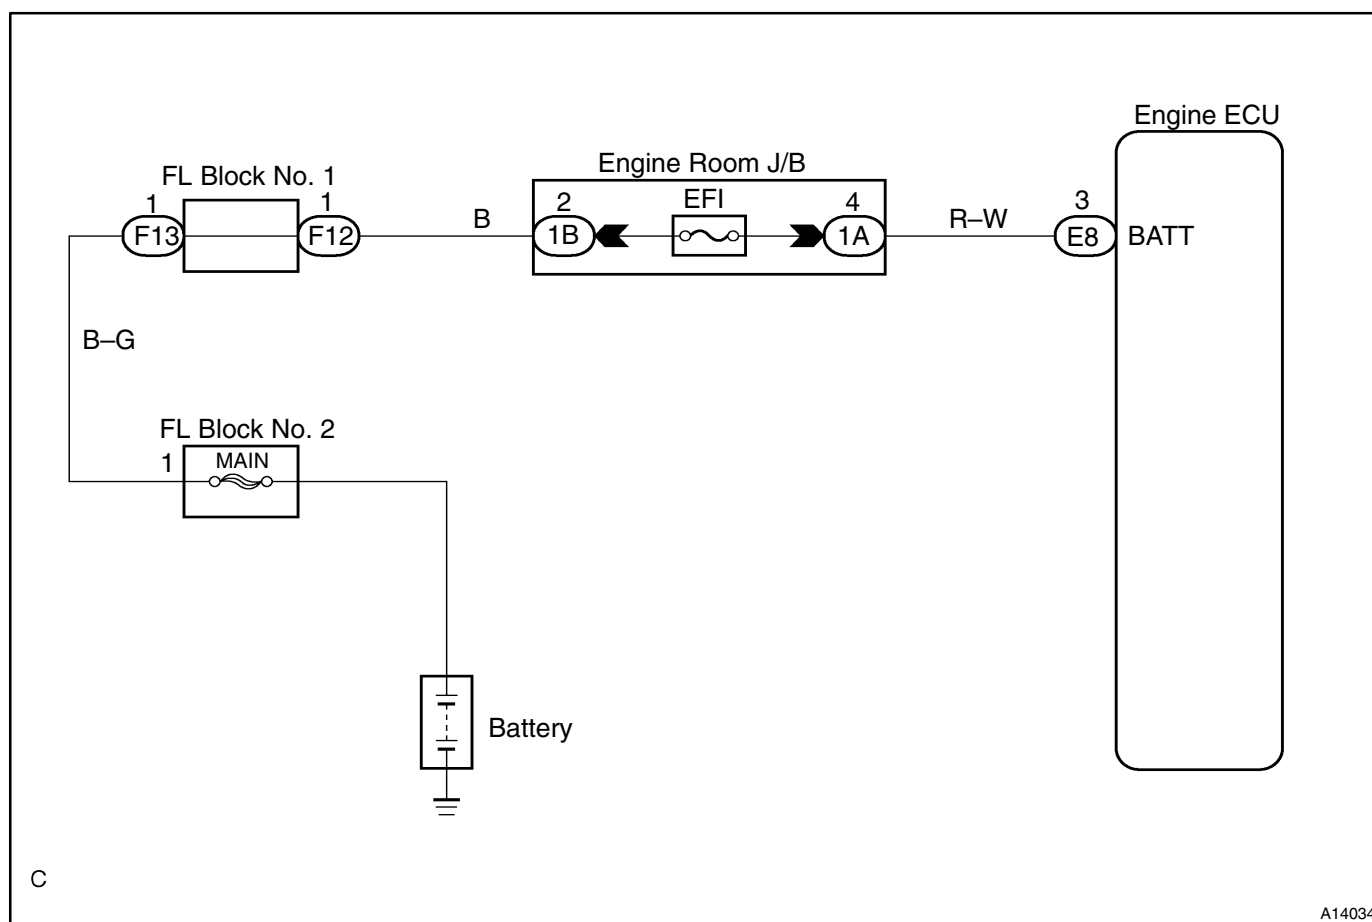 Engine ECU
Engine Room J/B
FL Block No. 1
EFI
1
1
2
4
3
F13
F12
B
1B
1A
R–W
E8
BATT
B–G
FL Block No. 2
1
MAIN
Battery
C
A14034